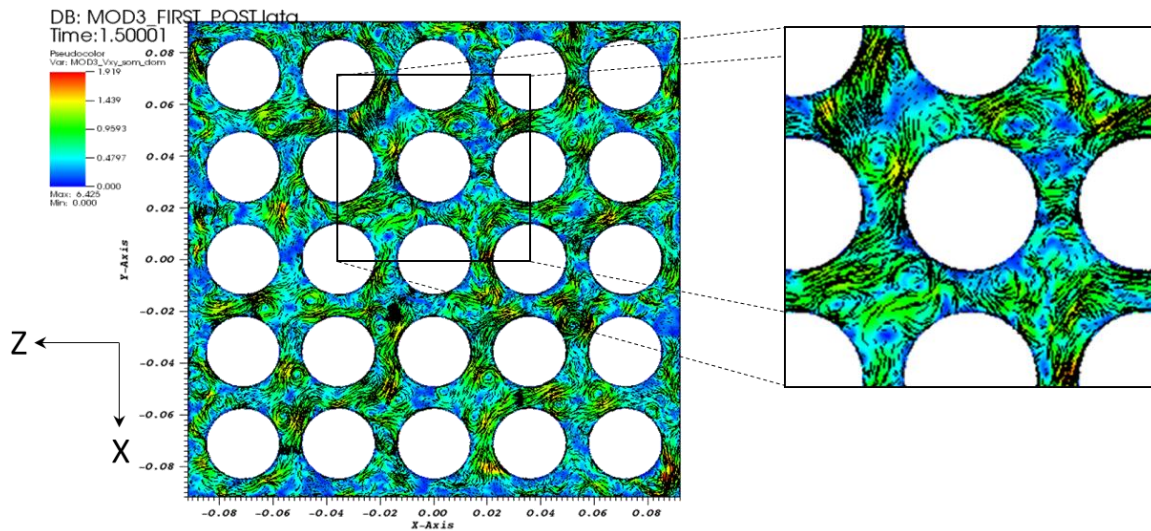 DB: MOD3_FIRST_POST.lata
Time:1.50001
Pseudocolor
Var: MOD3_Vxy_som_dom
1.919
1.439
0.9593
0.4797
0.000
Max: 6.425
Min: 0.000
0.08
0.06
0.04
0.02
0.00
-0.02
-0.04
-0.06
-0.08
Y-Axis
Z
X
-0.08 -0.06 -0.04 -0.02 0.00 0.02 0.04 0.06 0.08
X-Axis